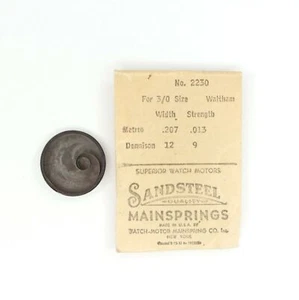 No. 2230
For 3/0 Size Waltham
Width Strength
Metric .207 .013
Dennison 12 9
SUPERIOR WATCH MOTORS
SANDSTEEL
QUALITY
MAINSPRINGS
MADE IN U.S.A. BY
WATCH-MOTOR MAINSPRING CO. Inc.
NEW YORK